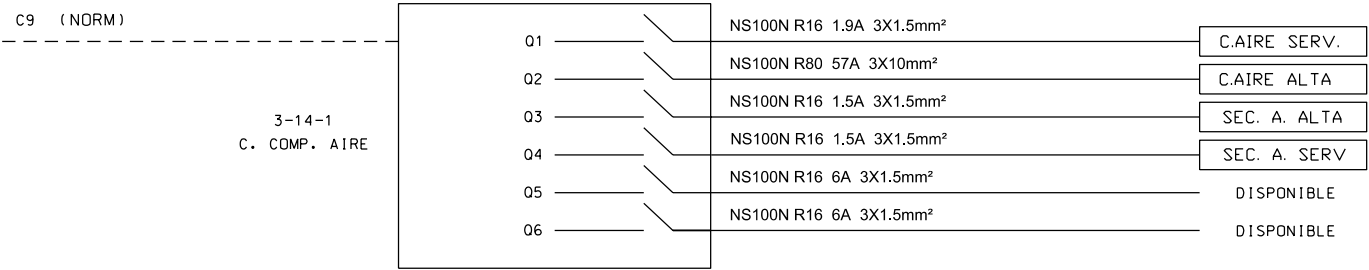 C9 (NORM)
3-14-1
C. COMP. AIRE
Q1 NS100N R16 1.9A 3X1.5mm² C.AIRE SERV.
Q2 NS100N R80 57A 3X10mm² C.AIRE ALTA
Q3 NS100N R16 1.5A 3X1.5mm² SEC. A. ALTA
Q4 NS100N R16 1.5A 3X1.5mm² SEC. A. SERV
Q5 NS100N R16 6A 3X1.5mm² DISPONIBLE
Q6 NS100N R16 6A 3X1.5mm² DISPONIBLE